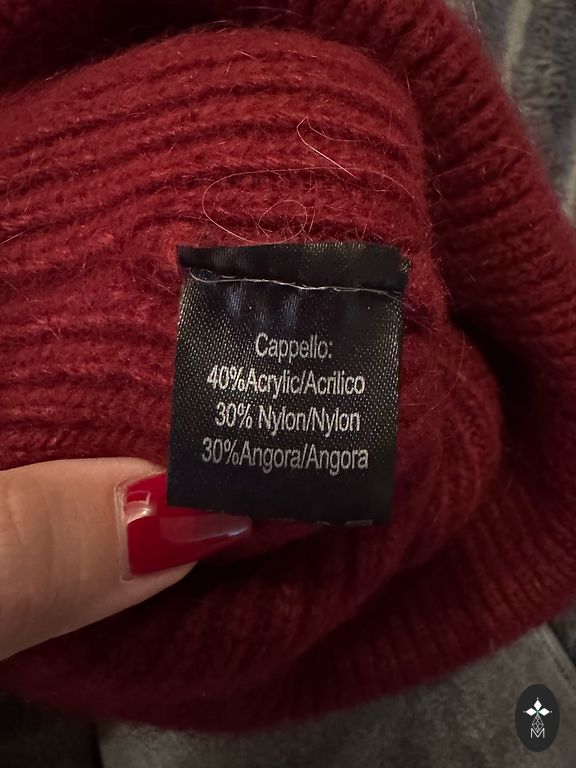 Cappello:
40%Acrylic/Acrilico
30% Nylon/Nylon
30%Angora/Angora
M